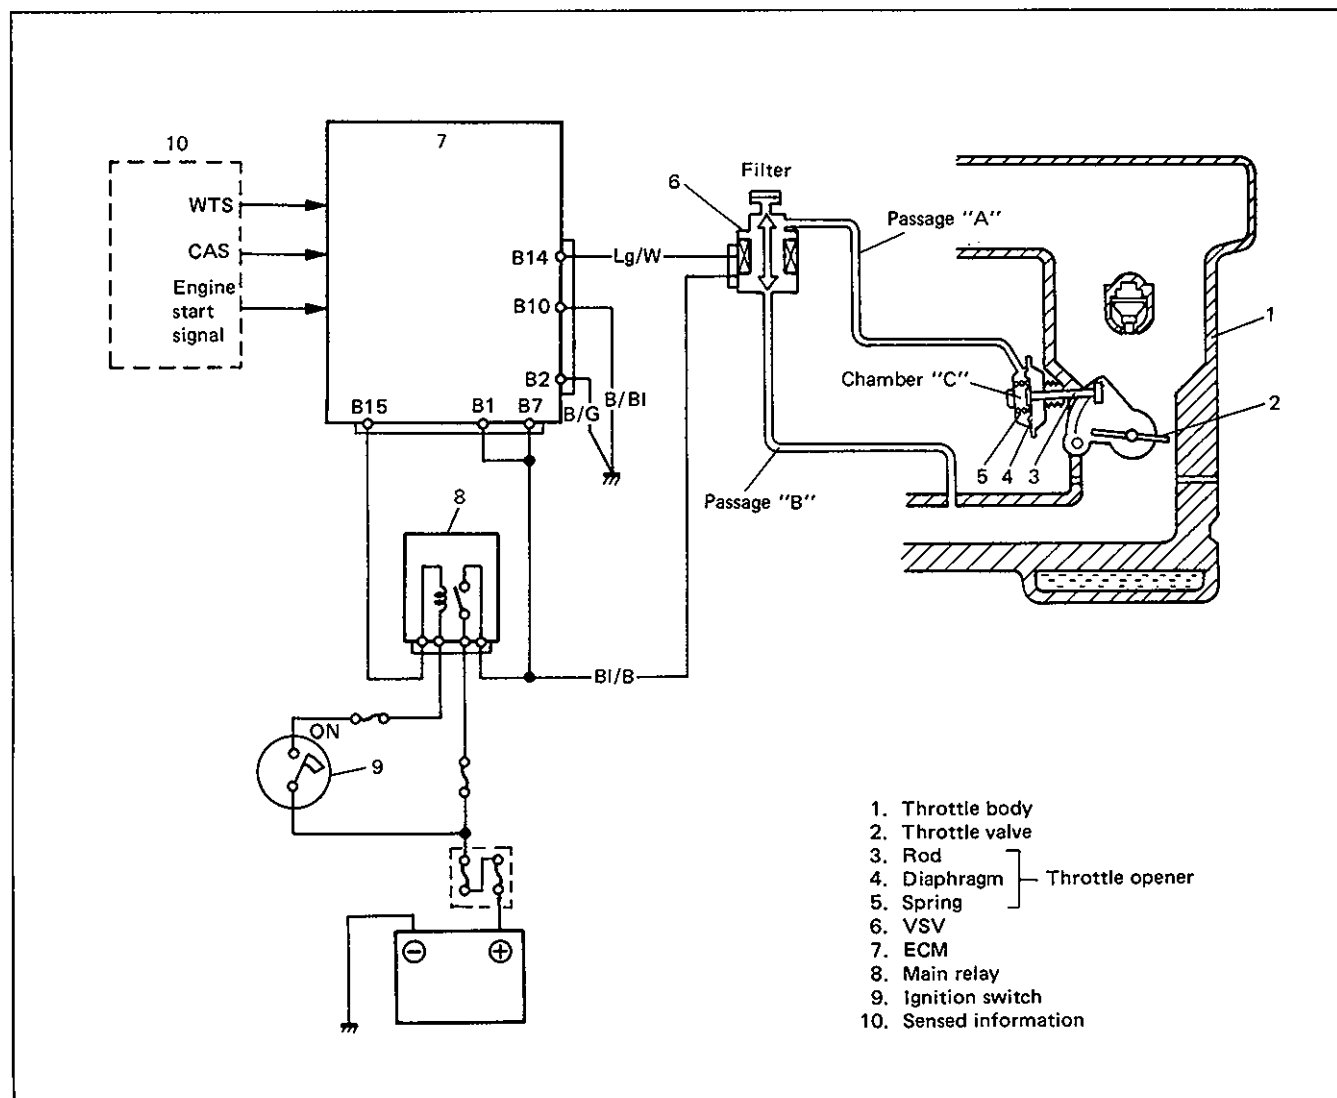 10
7
WTS
CAS
Engine
start
signal
B14
B10
B2
B15
B1
B7
Lg/W
B/BI
B/G
6
Filter
Passage "A"
Chamber "C"
Passage "B"
1
2
5
4
3
8
BI/B
ON
9
1. Throttle body
2. Throttle valve
3. Rod
4. Diaphragm
Throttle opener
5. Spring
6. VSV
7. ECM
8. Main relay
9. Ignition switch
10. Sensed information